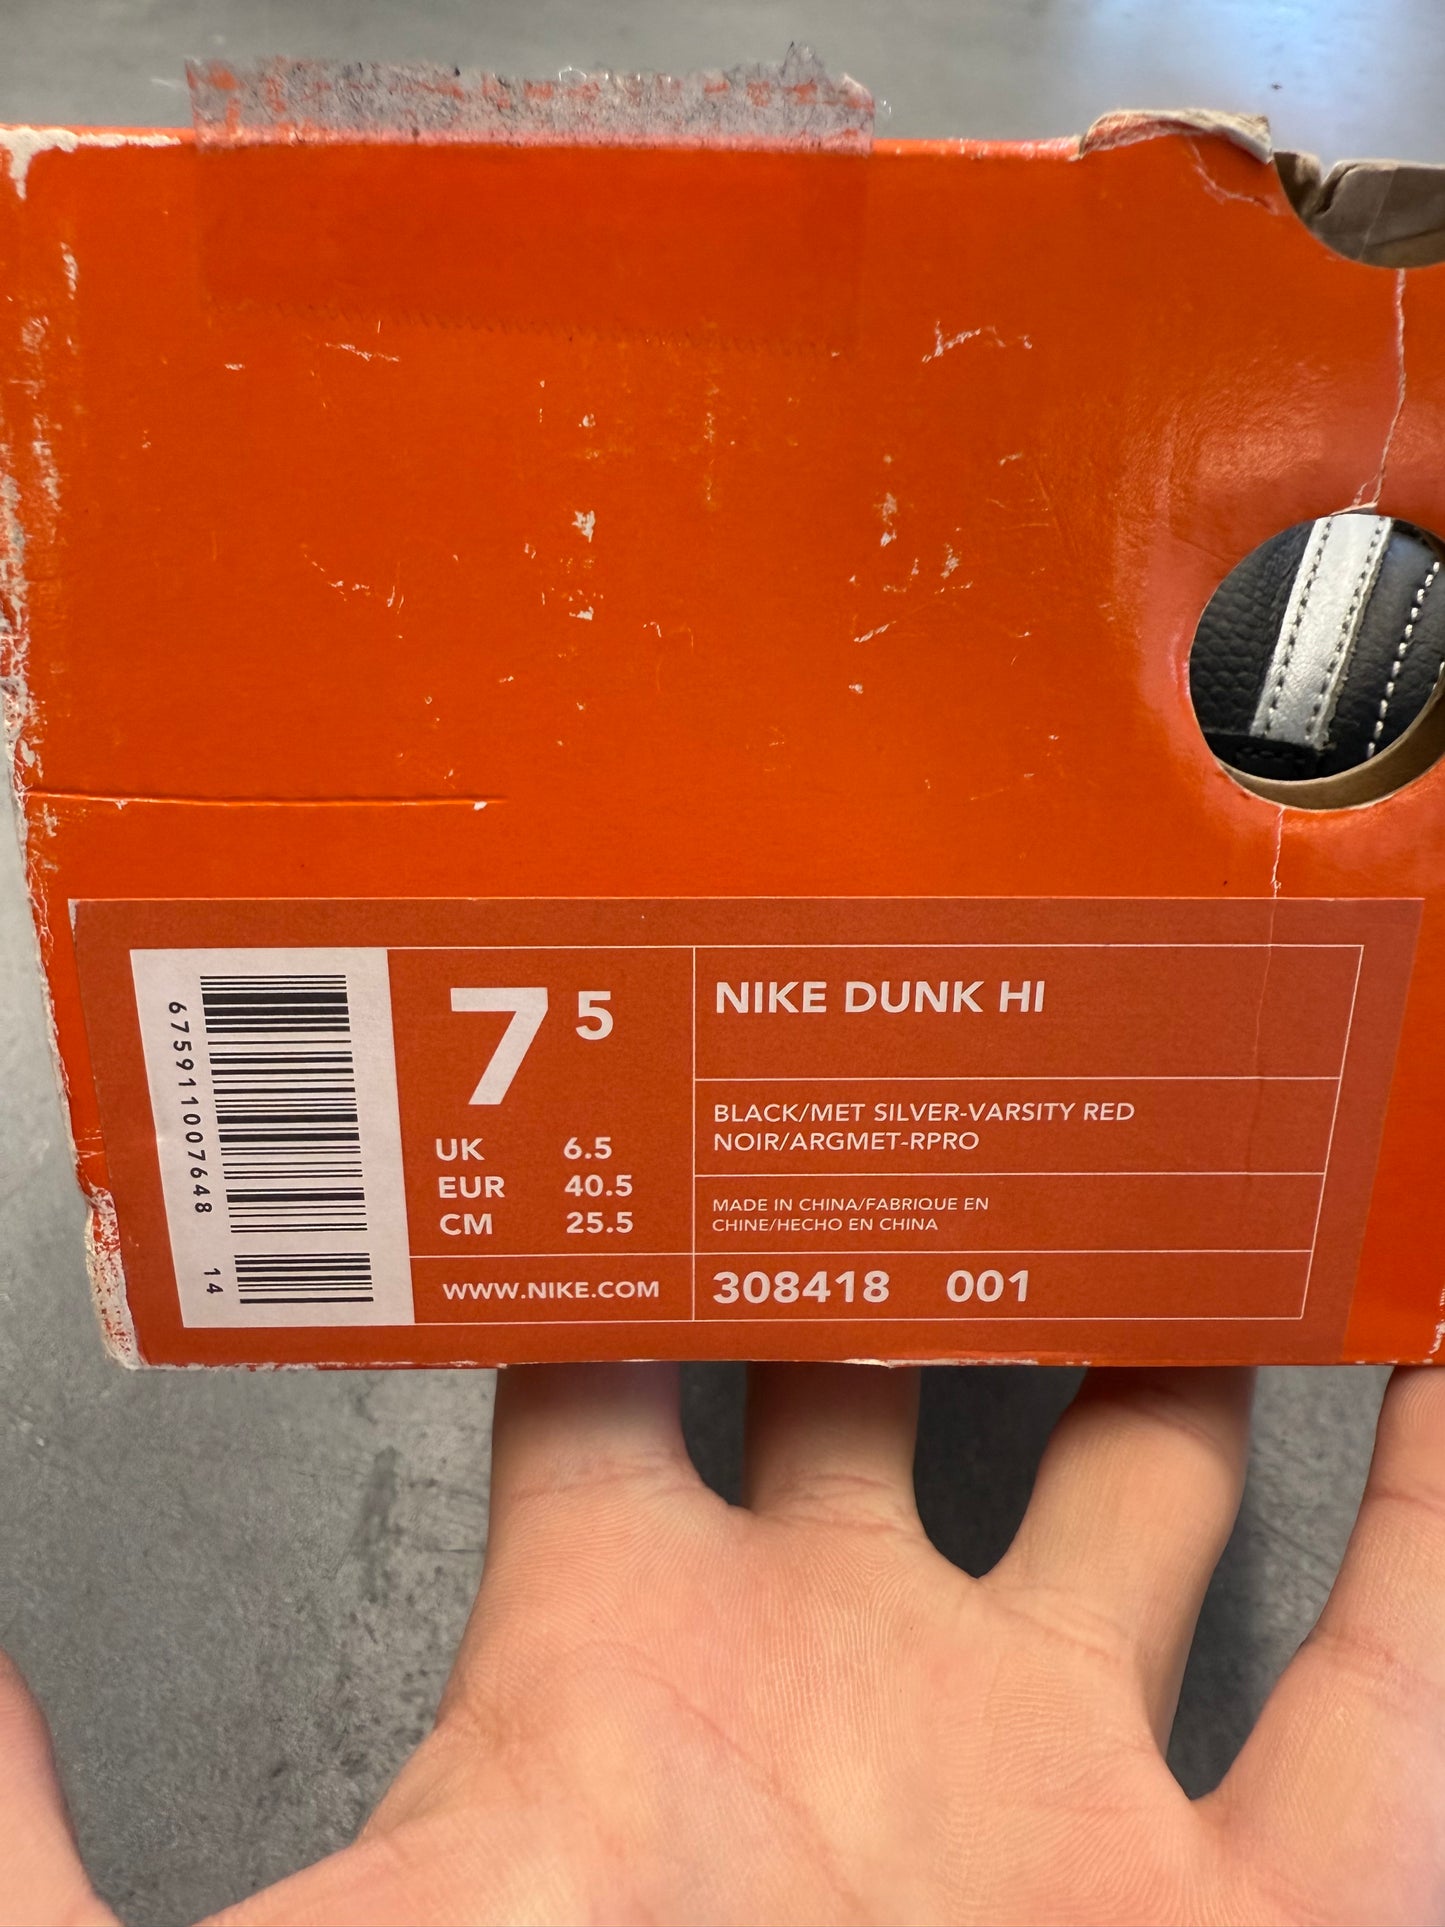 675911007648 14
7 5
UK 6.5
EUR 40.5
CM 25.5
WWW.NIKE.COM
NIKE DUNK HI
BLACK/MET SILVER-VARSITY RED
NOIR/ARGMET-RPRO
MADE IN CHINA/FABRIQUE EN
CHINE/HECHO EN CHINA
308418 001